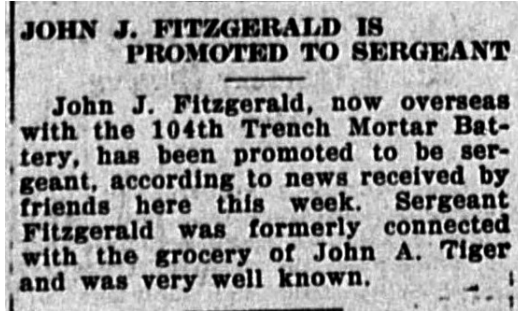 JOHN J. FITZGERALD IS
PROMOTED TO SERGEANT
John J. Fitzgerald, now overseas
with the 104th Trench Mortar Bat-
tery, has been promoted to be ser-
geant, according to news received by
friends here this week. Sergeant
Fitzgerald was formerly connected
with the grocery of John A. Tiger
and was very well known.